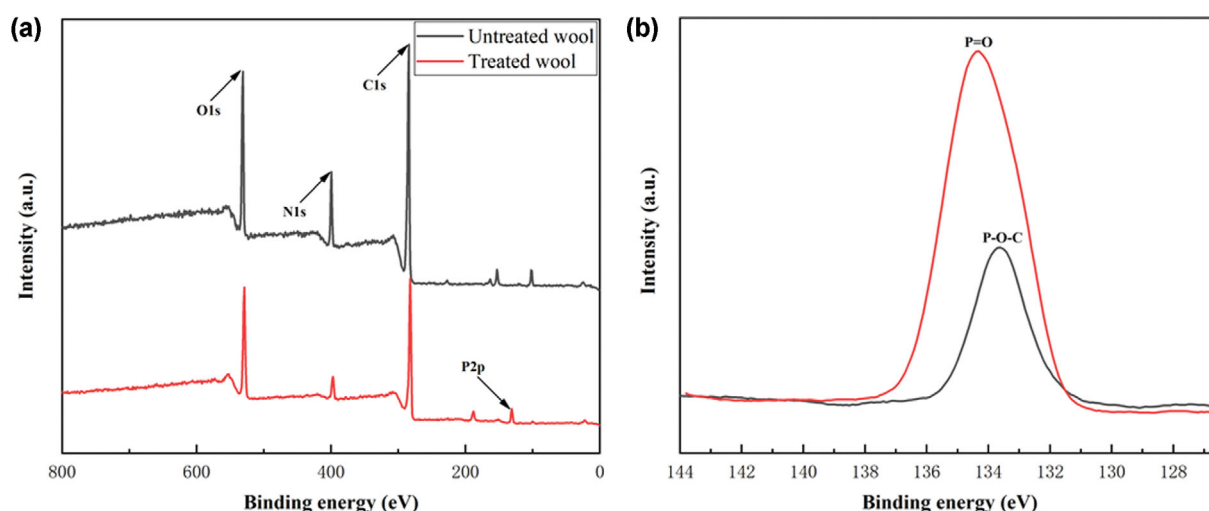 (a)
Untreated wool
Treated wool
O1s
N1s
C1s
P2p
Intensity (a.u.)
800
600
400
200
0
Binding energy (eV)
(b)
P=O
P-O-C
Intensity (a.u.)
144
142
140
138
136
134
132
130
128
Binding energy (eV)